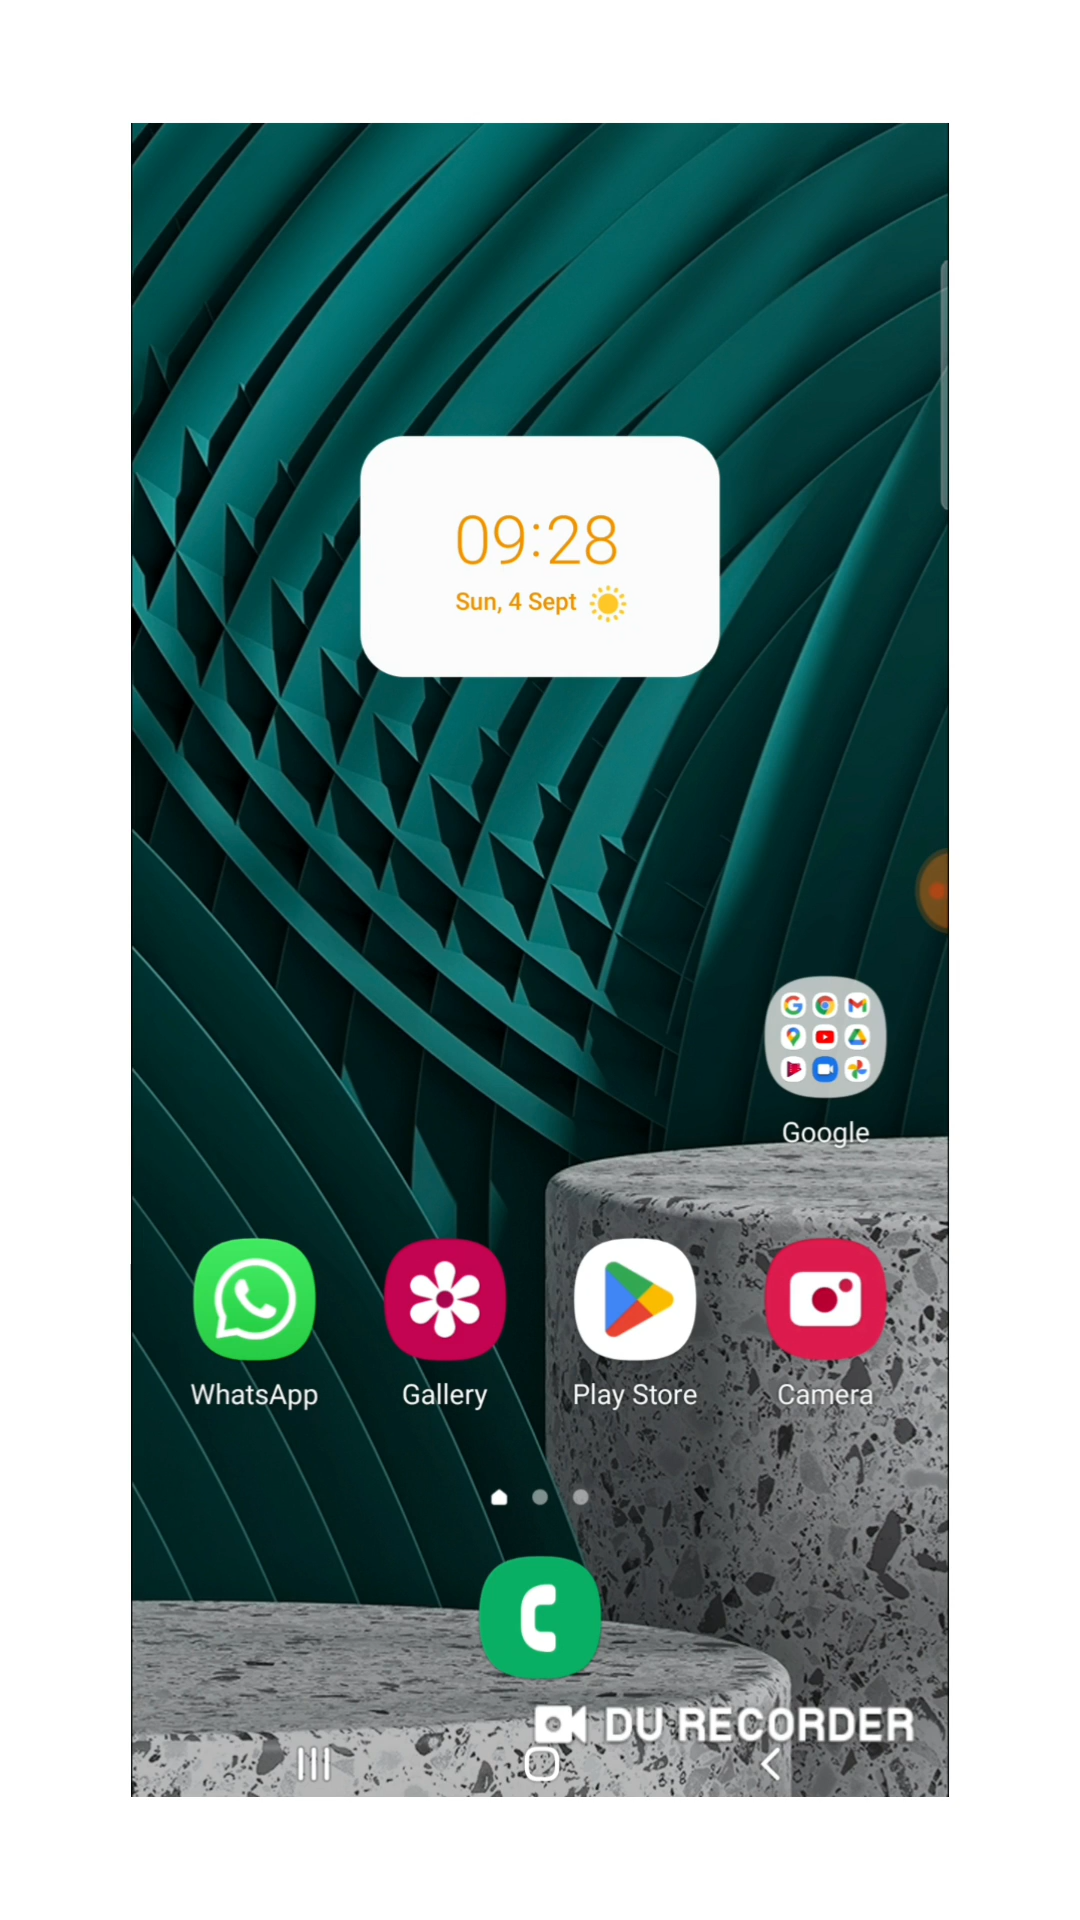 09:28
Sun, 4 Sept
Google
WhatsApp
Gallery
Play Store
Camera
DU RECORDER